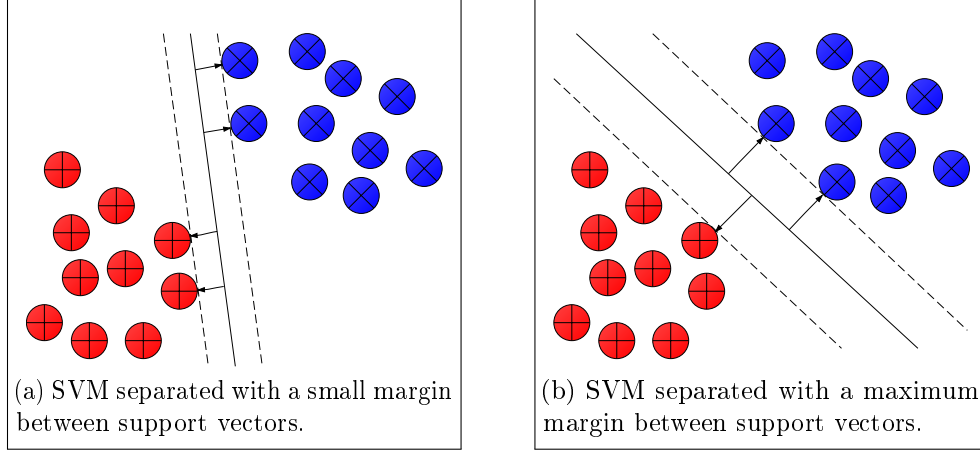 (a) SVM separated with a small margin
between support vectors.
(b) SVM separated with a maximum
margin between support vectors.